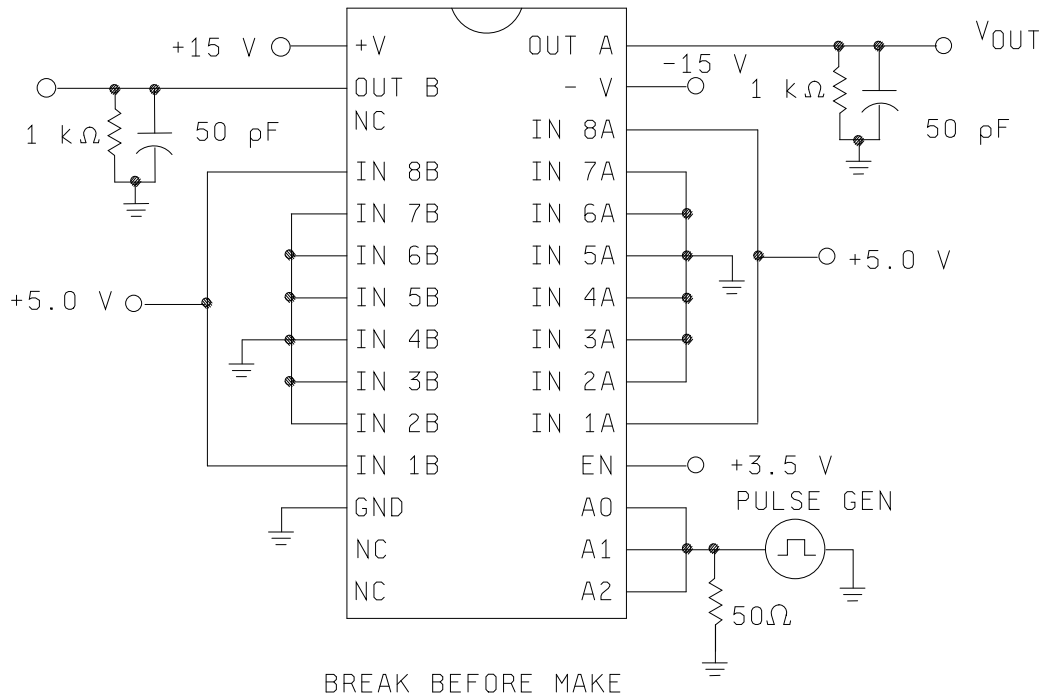 +15 V
+V
OUT A
VOUT
OUT B
- V
-15 V
1 kΩ
50 pF
NC
1 kΩ
50 pF
IN 8A
IN 8B
IN 7A
IN 7B
IN 6A
IN 6B
IN 5A
+5.0 V
+5.0 V
IN 5B
IN 4A
IN 4B
IN 3A
IN 3B
IN 2A
IN 2B
IN 1A
IN 1B
EN
+3.5 V
GND
A0
PULSE GEN
NC
A1
NC
A2
50Ω
BREAK BEFORE MAKE